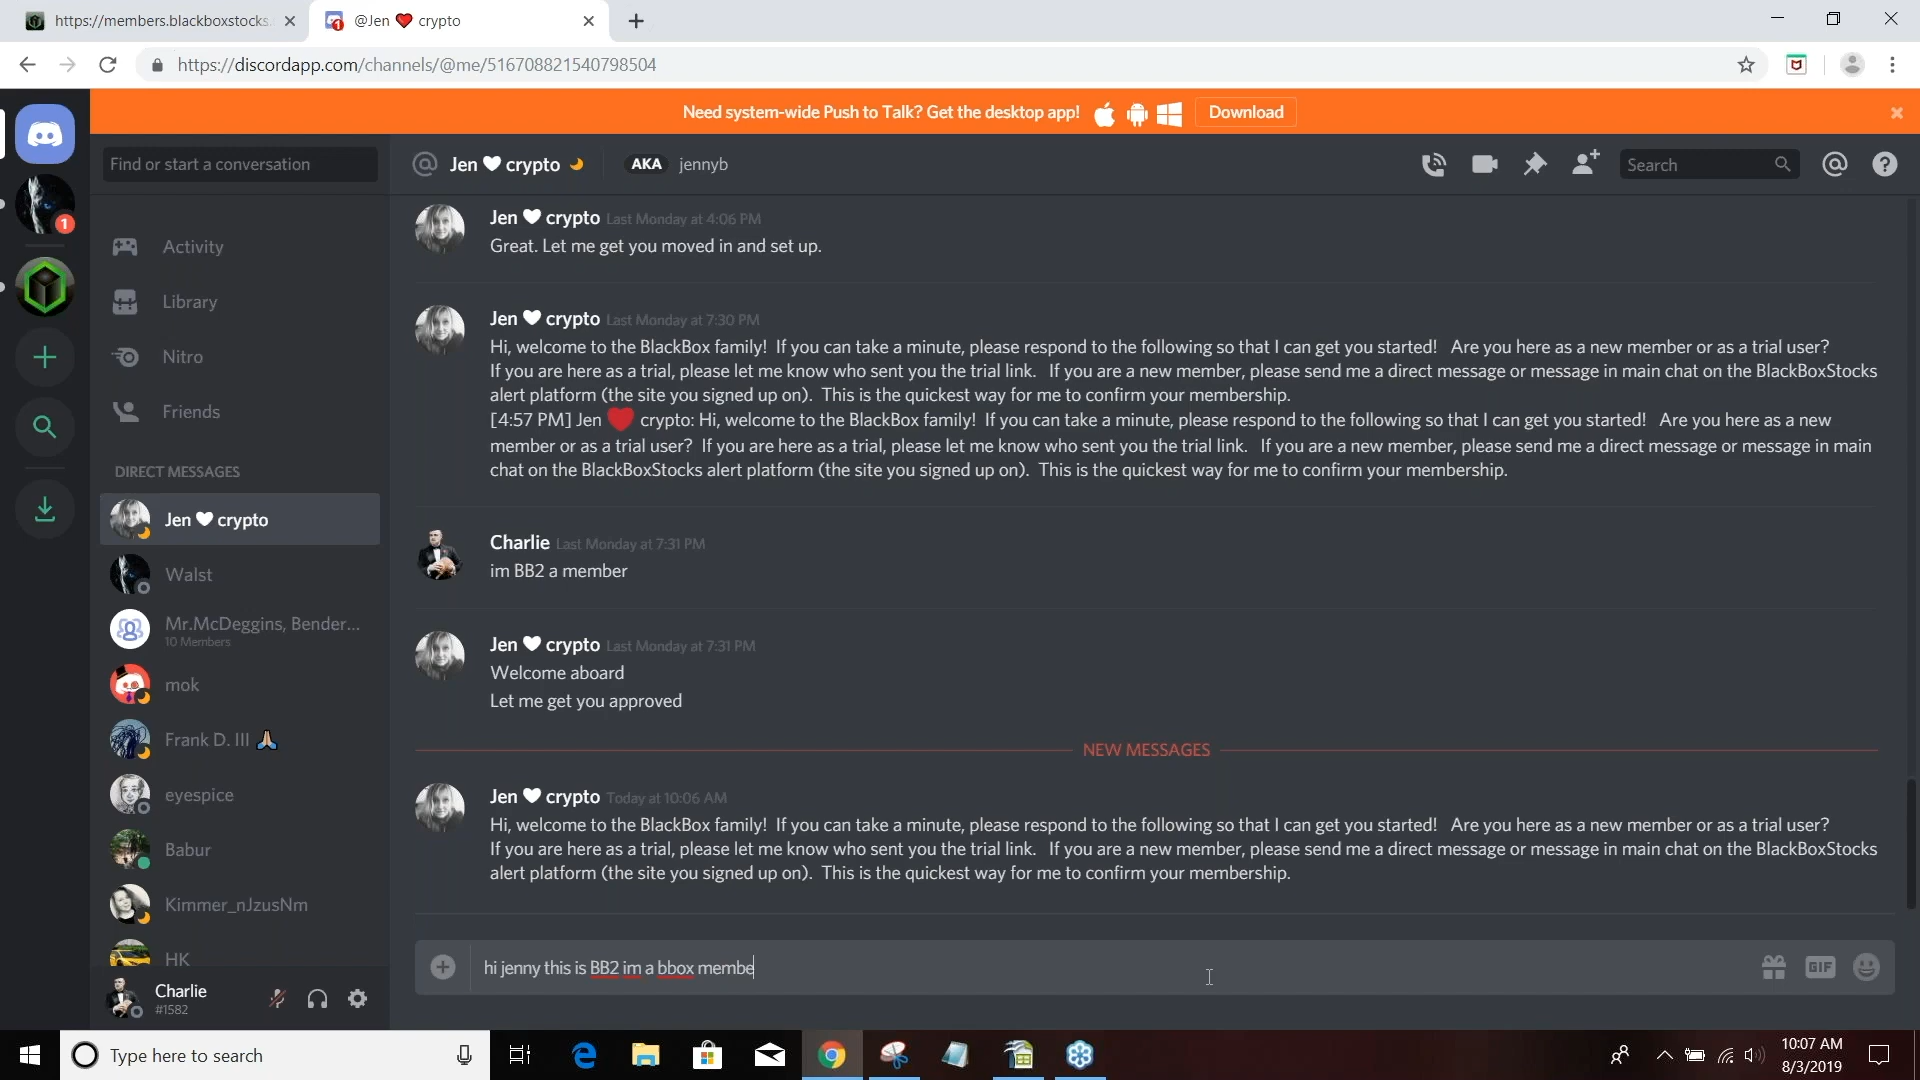 https://members.blackboxstocks.
@Jen ❤ crypto
https://discordapp.com/channels/@me/516708821540798504
Need system-wide Push to Talk? Get the desktop app!
Download
Find or start a conversation
Jen ♥ crypto
AKA
jennyb
Search
Activity
Library
Nitro
Friends
DIRECT MESSAGES
Jen ♥ crypto
Walst
Mr.McDeggins, Bender...
10 Members
mok
Frank D. III 🙏
eyespice
Babur
Kimmer_nJzusNm
HK
Charlie
#1582
Jen ♥ crypto Last Monday at 4:06 PM
Great. Let me get you moved in and set up.
Jen ♥ crypto Last Monday at 7:30 PM
Hi, welcome to the BlackBox family! If you can take a minute, please respond to the following so that I can get you started! Are you here as a new member or as a trial user?
If you are here as a trial, please let me know who sent you the trial link. If you are a new member, please send me a direct message or message in main chat on the BlackBoxStocks
alert platform (the site you signed up on). This is the quickest way for me to confirm your membership.
[4:57 PM] Jen ❤ crypto: Hi, welcome to the BlackBox family! If you can take a minute, please respond to the following so that I can get you started! Are you here as a new
member or as a trial user? If you are here as a trial, please let me know who sent you the trial link. If you are a new member, please send me a direct message or message in main
chat on the BlackBoxStocks alert platform (the site you signed up on). This is the quickest way for me to confirm your membership.
Charlie Last Monday at 7:31 PM
im BB2 a member
Jen ♥ crypto Last Monday at 7:31 PM
Welcome aboard
Let me get you approved
NEW MESSAGES
Jen ♥ crypto Today at 10:06 AM
Hi, welcome to the BlackBox family! If you can take a minute, please respond to the following so that I can get you started! Are you here as a new member or as a trial user?
If you are here as a trial, please let me know who sent you the trial link. If you are a new member, please send me a direct message or message in main chat on the BlackBoxStocks
alert platform (the site you signed up on). This is the quickest way for me to confirm your membership.
hi jenny this is BB2 im a bbox membe
GIF
1
1
Type here to search
10:07 AM
8/3/2019